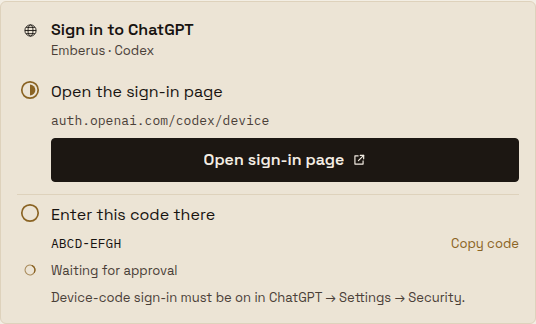 Sign in to ChatGPT
Emberus · Codex
Open the sign-in page
auth.openai.com/codex/device
Open sign-in page
Enter this code there
ABCD-EFGH
Copy code
Waiting for approval
Device-code sign-in must be on in ChatGPT → Settings → Security.